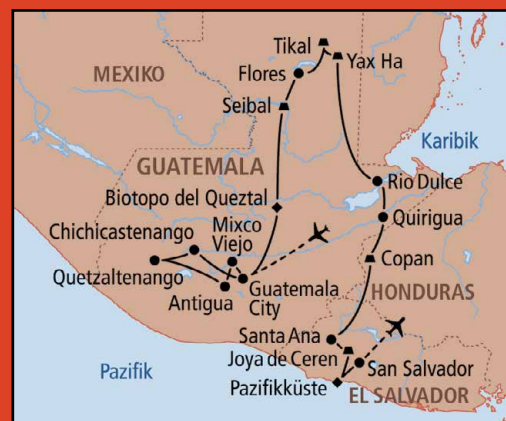 Tikal
Yax Ha
MEXIKO
Flores
Seibal
Karibik
GUATEMALA
Rio Dulce
Biotopo del Queztal
Mixco
Viejo
Quirigua
Chichicastenango
Copan
Quetzaltenango
Guatemala
City
Antigua
HONDURAS
Santa Ana
Joya de Ceren
San Salvador
Pazifik
Pazifikküste
EL SALVADOR